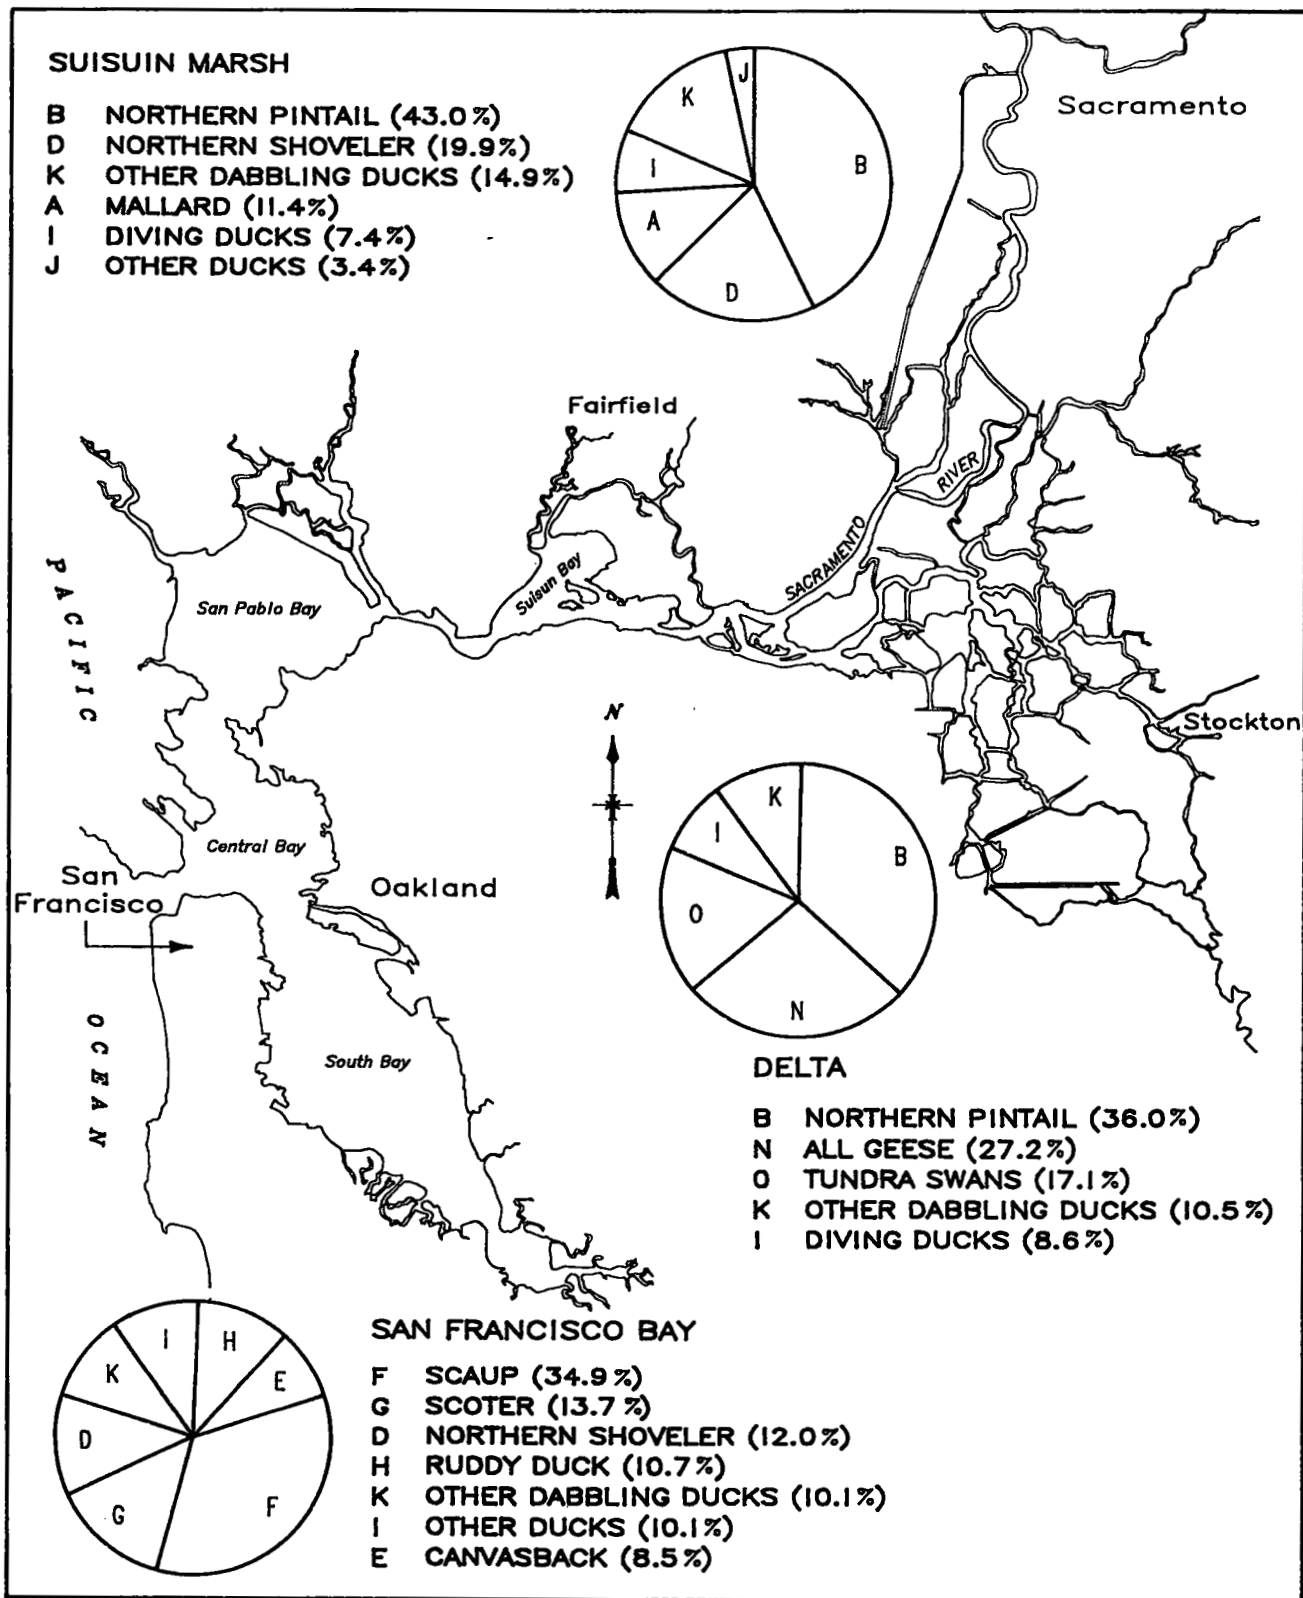 SUISUIN MARSH
B NORTHERN PINTAIL (43.0%)
D NORTHERN SHOVELER (19.9%)
K OTHER DABBLING DUCKS (14.9%)
A MALLARD (11.4%)
I DIVING DUCKS (7.4%)
J OTHER DUCKS (3.4%)
J
K
B
I
A
D
Sacramento
Fairfield
RIVER
SACRAMENTO
Suisun Bay
San Pablo Bay
PACIFIC
N
Stockton
Central Bay
San
Francisco
Oakland
OCEAN
South Bay
K
I
B
O
N
DELTA
B NORTHERN PINTAIL (36.0%)
N ALL GEESE (27.2%)
O TUNDRA SWANS (17.1%)
K OTHER DABBLING DUCKS (10.5%)
I DIVING DUCKS (8.6%)
I
H
K
E
D
F
G
SAN FRANCISCO BAY
F SCAUP (34.9%)
G SCOTER (13.7%)
D NORTHERN SHOVELER (12.0%)
H RUDDY DUCK (10.7%)
K OTHER DABBLING DUCKS (10.1%)
I OTHER DUCKS (10.1%)
E CANVASBACK (8.5%)